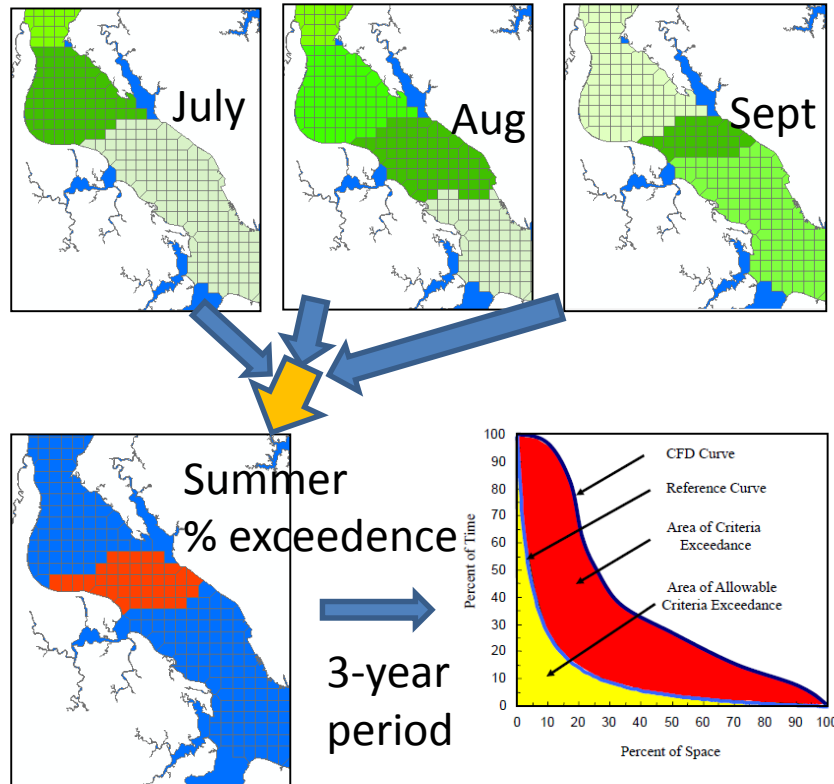 July
Aug
Sept
Summer
% exceedence
3-year
period
CFD Curve
Reference Curve
Area of Criteria
Exceedance
Area of Allowable
Criteria Exceedance
Percent of Time
100
90
80
70
60
50
40
30
20
10
0
0 10 20 30 40 50 60 70 80 90 100
Percent of Space